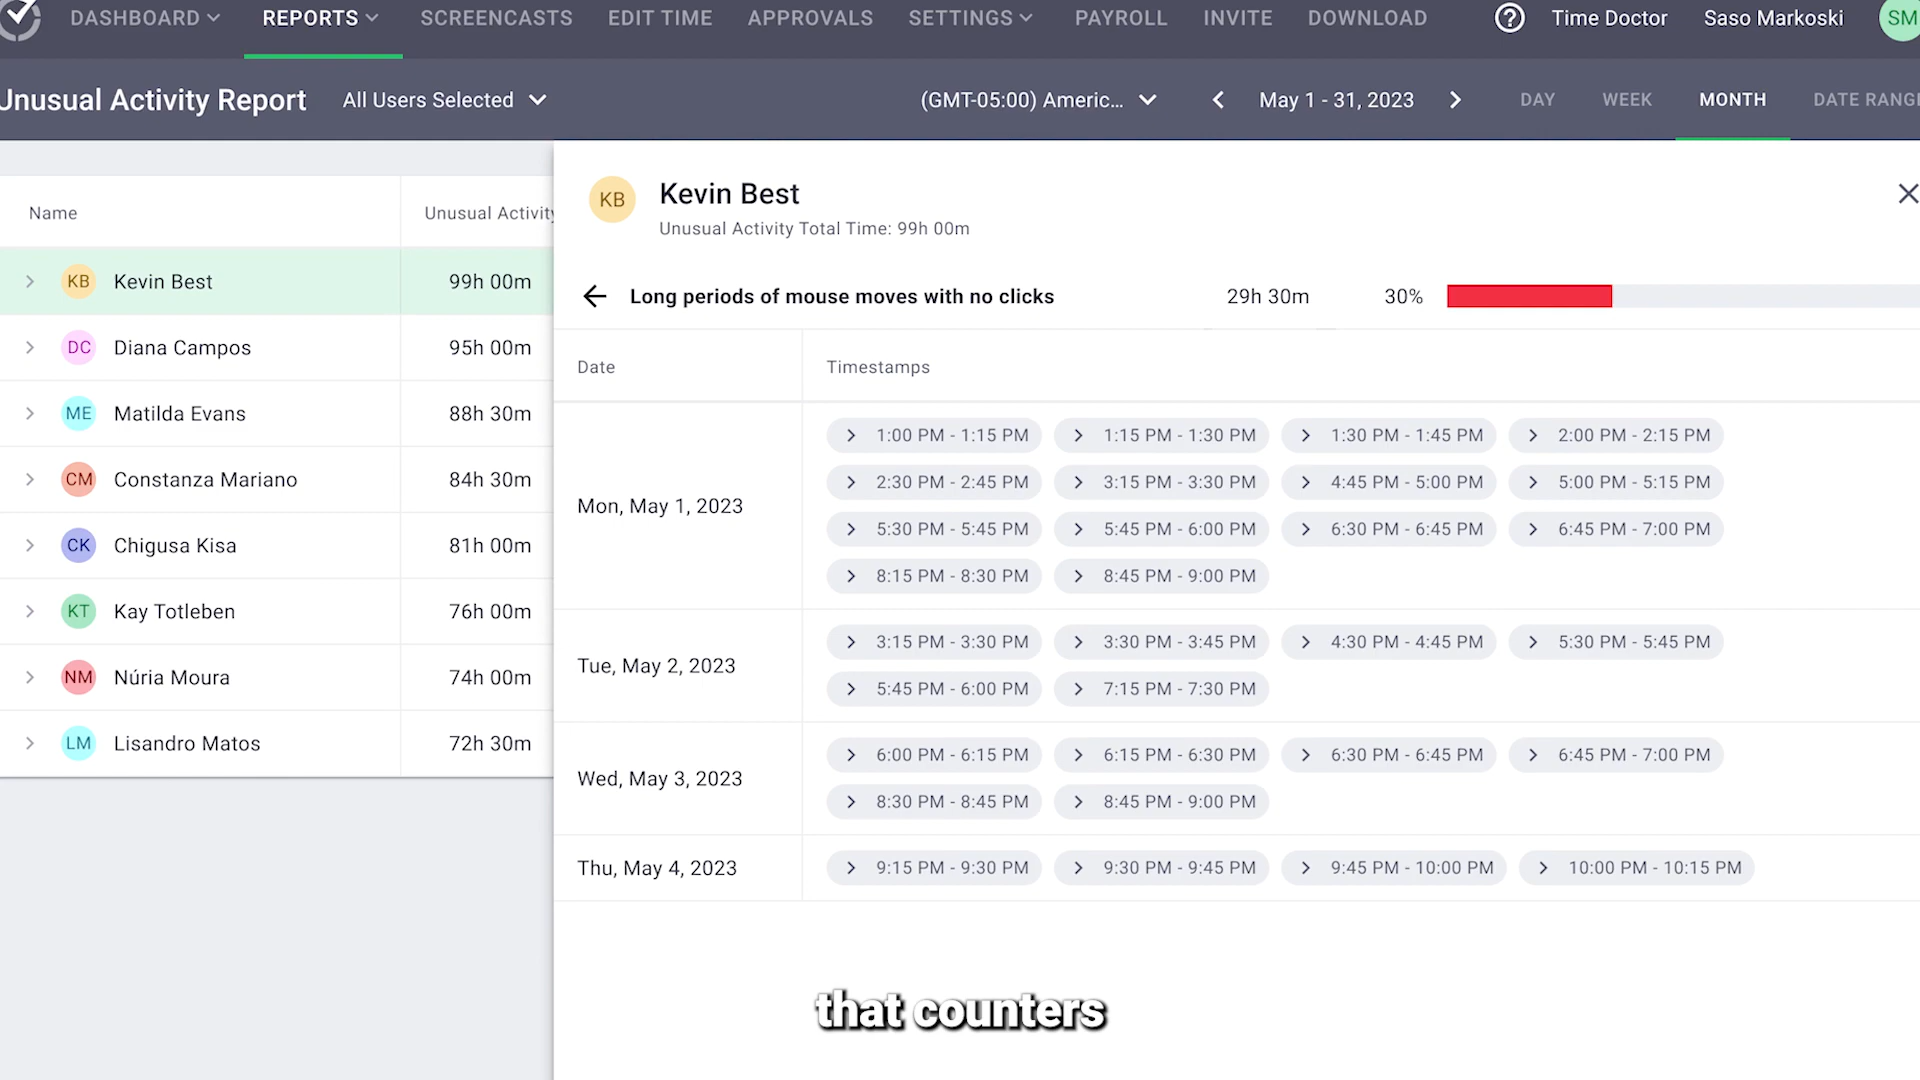 DASHBOARD REPORTS SCREENCASTS EDIT TIME APPROVALS SETTINGS PAYROLL INVITE DOWNLOAD ? Time Doctor Saso Markoski SM
Unusual Activity Report All Users Selected (GMT-05:00) Americ... May 1 - 31, 2023 DAY WEEK MONTH DATE RANGE
Name Unusual Activity
KB Kevin Best 99h 00m
DC Diana Campos 95h 00m
ME Matilda Evans 88h 30m
CM Constanza Mariano 84h 30m
CK Chigusa Kisa 81h 00m
KT Kay Totleben 76h 00m
NM Núria Moura 74h 00m
LM Lisandro Matos 72h 30m
KB Kevin Best
Unusual Activity Total Time: 99h 00m
Long periods of mouse moves with no clicks 29h 30m 30%
Date Timestamps
Mon, May 1, 2023
1:00 PM - 1:15 PM 1:15 PM - 1:30 PM 1:30 PM - 1:45 PM 2:00 PM - 2:15 PM
2:30 PM - 2:45 PM 3:15 PM - 3:30 PM 4:45 PM - 5:00 PM 5:00 PM - 5:15 PM
5:30 PM - 5:45 PM 5:45 PM - 6:00 PM 6:30 PM - 6:45 PM 6:45 PM - 7:00 PM
8:15 PM - 8:30 PM 8:45 PM - 9:00 PM
Tue, May 2, 2023
3:15 PM - 3:30 PM 3:30 PM - 3:45 PM 4:30 PM - 4:45 PM 5:30 PM - 5:45 PM
5:45 PM - 6:00 PM 7:15 PM - 7:30 PM
Wed, May 3, 2023
6:00 PM - 6:15 PM 6:15 PM - 6:30 PM 6:30 PM - 6:45 PM 6:45 PM - 7:00 PM
8:30 PM - 8:45 PM 8:45 PM - 9:00 PM
Thu, May 4, 2023
9:15 PM - 9:30 PM 9:30 PM - 9:45 PM 9:45 PM - 10:00 PM 10:00 PM - 10:15 PM
that counters